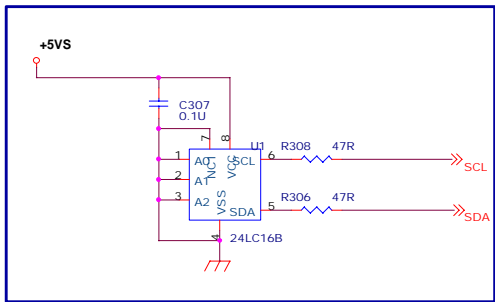 +5VS
C307
0.1U
7
8
U1
R308 47R
1 A0 NC1 VCC SCL 6
SCL
2 A1
R306 47R
3 A2 VSS SDA 5
SDA
4
24LC16B